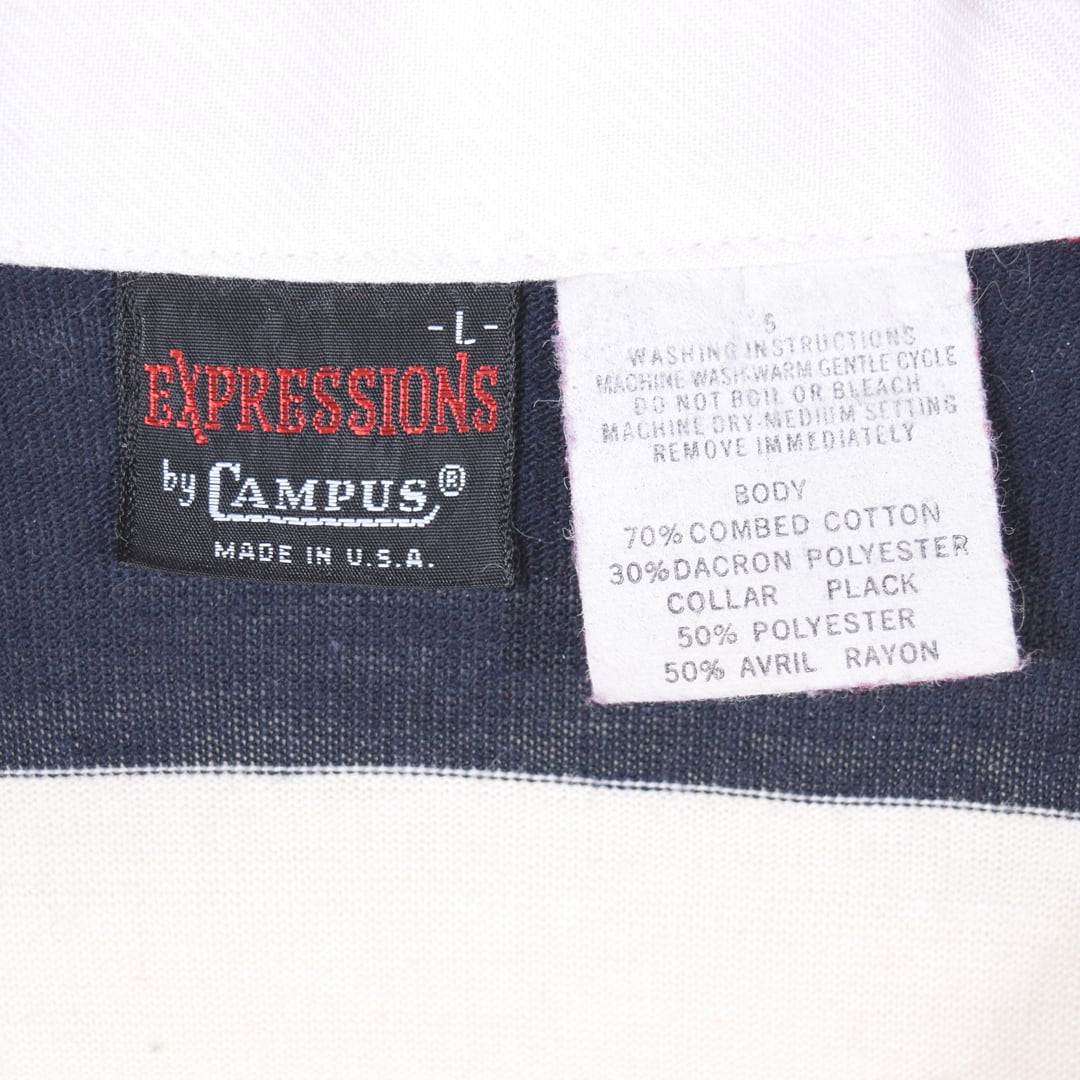 -L-
EXPRESSIONS
by CAMPUS®
MADE IN U.S.A.
5
WASHING INSTRUCTIONS
MACHINE WASH-WARM GENTLE CYCLE
DO NOT BOIL OR BLEACH
MACHINE DRY-MEDIUM SETTING
REMOVE IMMEDIATELY
BODY
70% COMBED COTTON
30% DACRON POLYESTER
COLLAR PLACK
50% POLYESTER
50% AVRIL RAYON